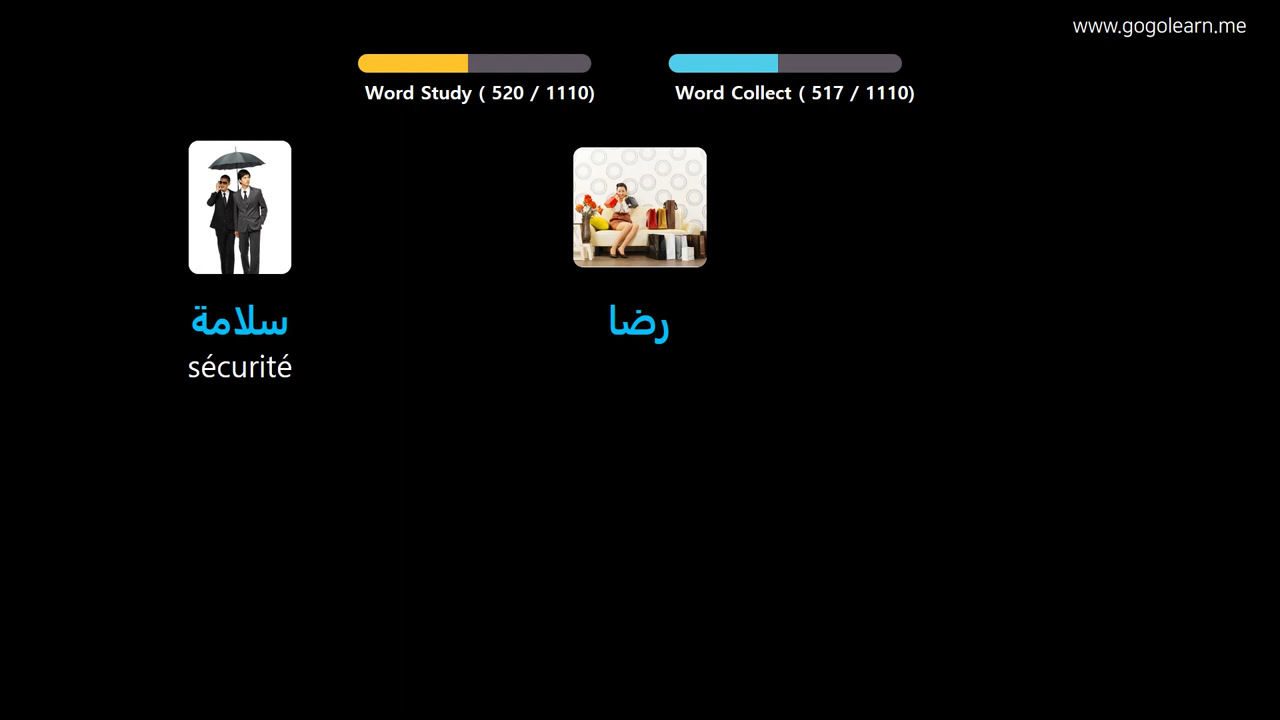 www.gogolearn.me
Word Study ( 520 / 1110)
Word Collect ( 517 / 1110)
سلامة
sécurité
رضا